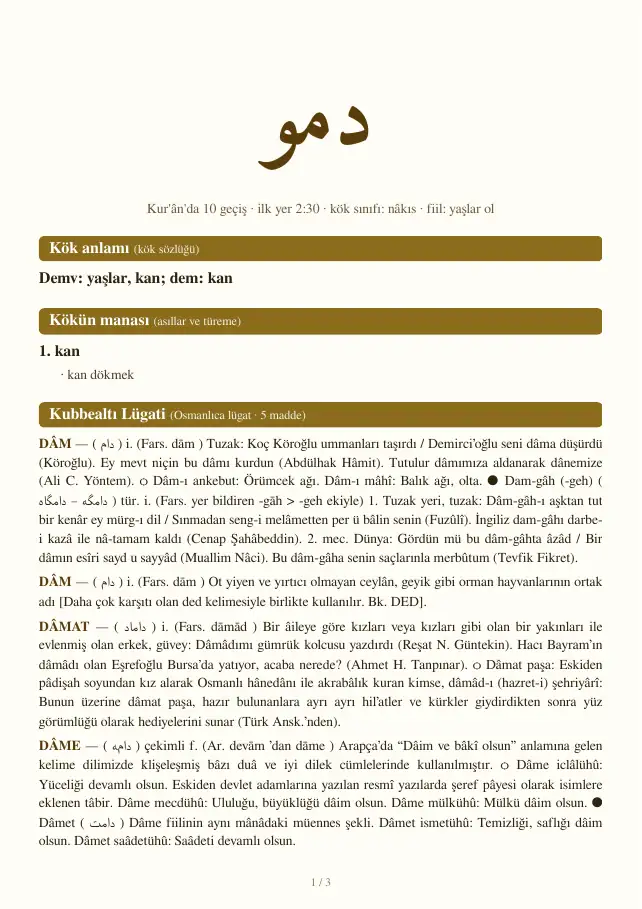 دمو
Kur'ân'da 10 geçiş · ilk yer 2:30 · kök sınıfı: nâkıs · fiil: yaşlar ol
Kök anlamı (kök sözlüğü)
Demv: yaşlar, kan; dem: kan
Kökün manası (asıllar ve türeme)
1. kan
· kan dökmek
Kubbealtı Lügati (Osmanlıca lügat · 5 madde)
DÂM — ( دام ) i. (Fars. dām ) Tuzak: Koç Köroğlu ummanları taşırdı / Demirci’oğlu seni dâma düşürdü
(Köroğlu). Ey mevt niçin bu dâmı kurdun (Abdülhak Hâmit). Tutulur dâmımıza aldanarak dânemize
(Ali C. Yöntem). ѻ Dâm-ı ankebut: Örümcek ağı. Dâm-ı mâhî: Balık ağı, olta. ● Dam-gâh (-geh) (
دامگاه – دامگه ) tür. i. (Fars. yer bildiren -gāh > -geh ekiyle) 1. Tuzak yeri, tuzak: Dâm-gâh-ı aşktan tut
bir kenâr ey mürg-ı dil / Sınmadan seng-i melâmetten per ü bâlin senin (Fuzûlî). İngiliz dam-gâhı darbe-
i kazâ ile nâ-tamam kaldı (Cenap Şahâbeddin). 2. mec. Dünya: Gördün mü bu dâm-gâhta âzâd / Bir
dâmın esîri sayd u sayyâd (Muallim Nâci). Bu dâm-gâha senin saçlarınla merbûtum (Tevfik Fikret).
DÂM — ( دام ) i. (Fars. dām ) Ot yiyen ve yırtıcı olmayan ceylân, geyik gibi orman hayvanlarının ortak
adı [Daha çok karşıtı olan ded kelimesiyle birlikte kullanılır. Bk. DED].
DÂMAT — ( داماد ) i. (Fars. dāmād ) Bir âileye göre kızları veya kızları gibi olan bir yakınları ile
evlenmiş olan erkek, güvey: Dâmâdımı gümrük kolcusu yazdırdı (Reşat N. Güntekin). Hacı Bayram’ın
dâmâdı olan Eşrefoğlu Bursa’da yatıyor, acaba nerede? (Ahmet H. Tanpınar). ѻ Dâmat paşa: Eskiden
pâdişah soyundan kız alarak Osmanlı hânedânı ile akrabâlık kuran kimse, dâmâd-ı (hazret-i) şehriyârî:
Bunun üzerine dâmat paşa, hazır bulunanlara ayrı ayrı hil’atler ve kürkler giydirdikten sonra yüz
görümlüğü olarak hediyelerini sunar (Türk Ansk.’nden).
DÂME — ( دامه ) çekimli f. (Ar. devām ’dan dāme ) Arapça’da “Dâim ve bâkî olsun” anlamına gelen
kelime dilimizde klişeleşmiş bâzı duâ ve iyi dilek cümlelerinde kullanılmıştır. ѻ Dâme iclâlühû:
Yüceliği devamlı olsun. Eskiden devlet adamlarına yazılan resmî yazılarda şeref pâyesi olarak isimlere
eklenen tâbir. Dâme mecdühû: Ululuğu, büyüklüğü dâim olsun. Dâme mülkühû: Mülkü dâim olsun. ●
Dâmet ( دامت ) Dâme fiilinin aynı mânâdaki müennes şekli. Dâmet ismetühû: Temizliği, saflığı dâim
olsun. Dâmet saâdetühû: Saâdeti devamlı olsun.
1 / 3